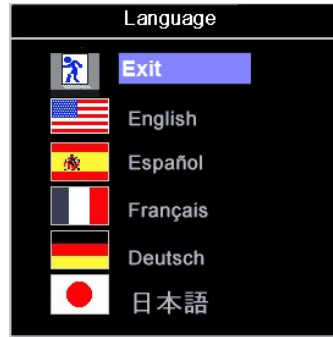 Language
Exit
English
Español
Français
Deutsch
日本語